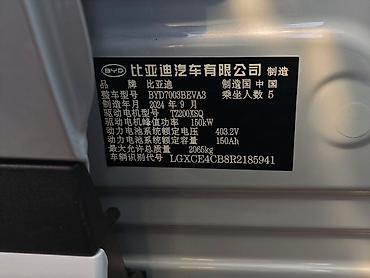 BYD 比亚迪汽车有限公司 制造
品 牌 比亚迪 制造国 中国
整车型号 BYD7003BEVA3 乘坐人数 5
制造年月 2024 年 9 月
驱动电机型号 TZ200XSQ
驱动电机峰值功率 150kW
动力电池系统额定电压 403.2V
动力电池系统额定容量 150Ah
最大允许总质量 2065kg
车辆识别代号 LGXCE4CB8R2185941